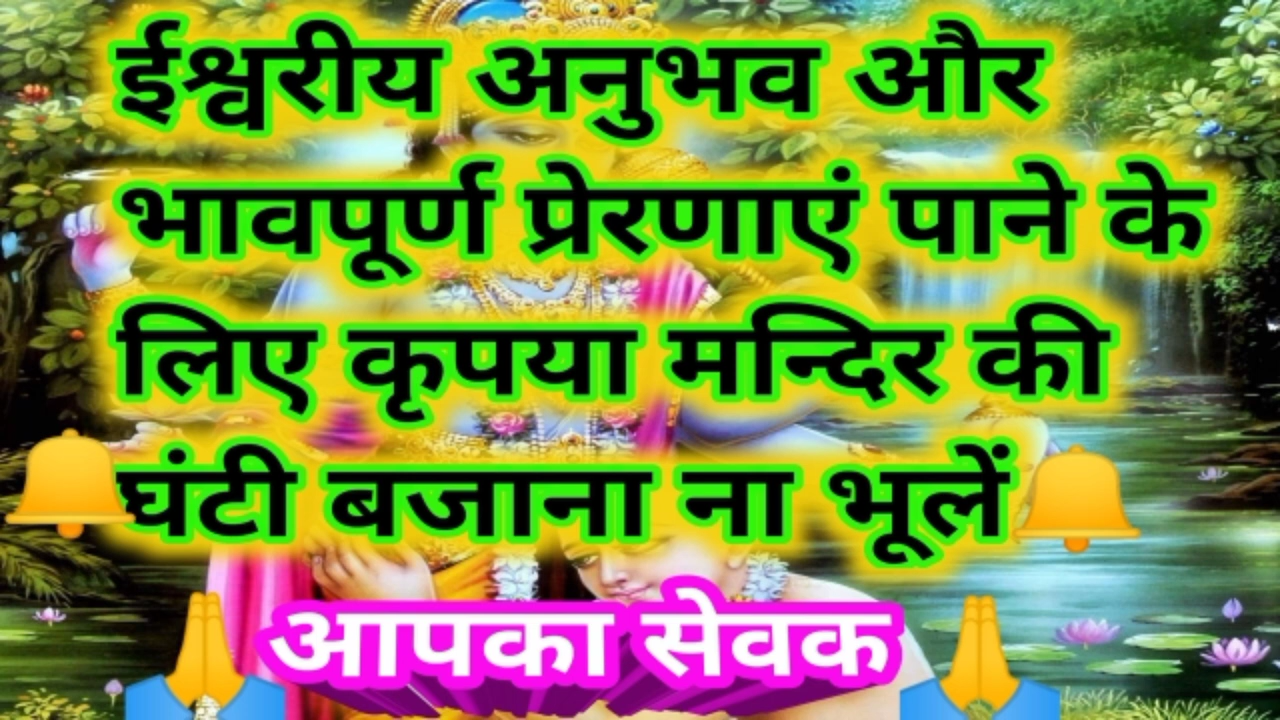 ईश्वरीय अनुभव और
भावपूर्ण प्रेरणाएं पाने के
लिए कृपया मन्दिर की
घंटी बजाना ना भूलें
आपका सेवक